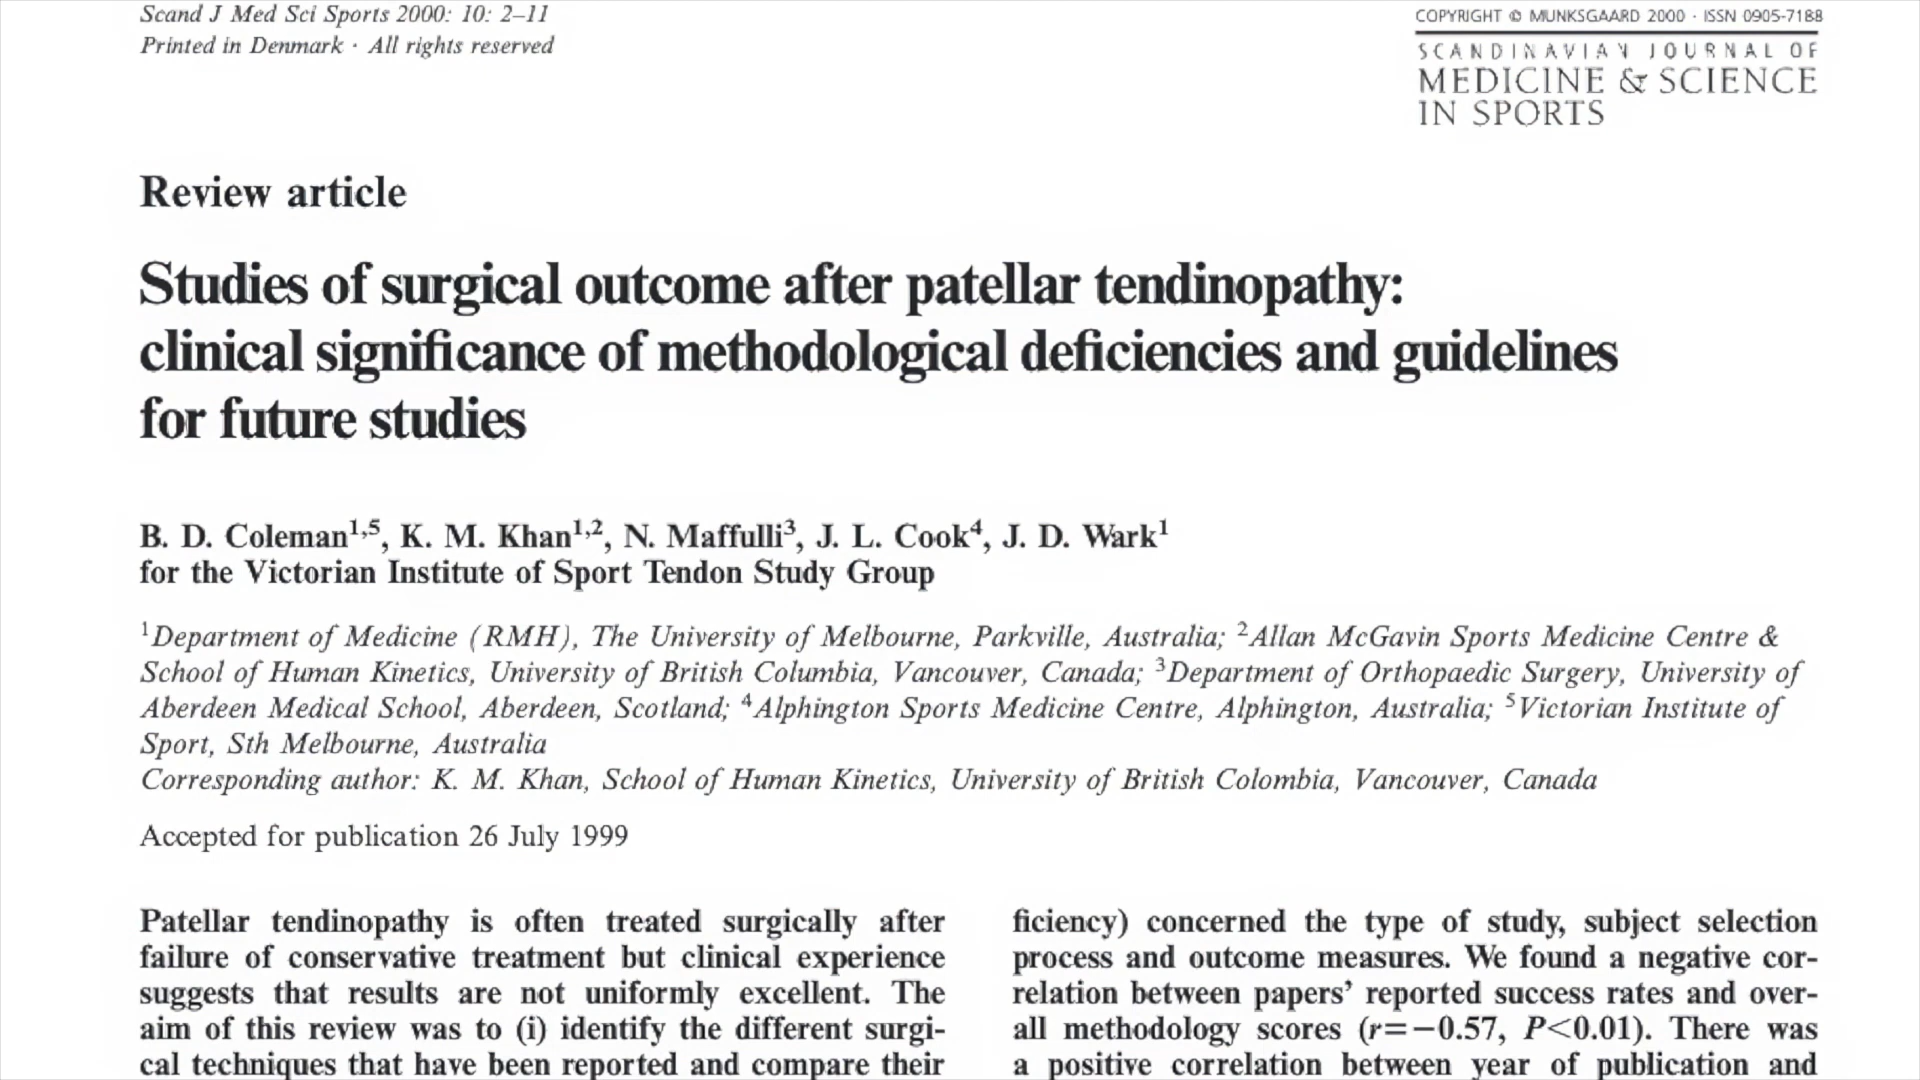 Scand J Med Sci Sports 2000: 10: 2–11
Printed in Denmark · All rights reserved
COPYRIGHT © MUNKSGAARD 2000 · ISSN 0905-7188
SCANDINAVIAN JOURNAL OF
MEDICINE & SCIENCE
IN SPORTS
Review article
Studies of surgical outcome after patellar tendinopathy:
clinical significance of methodological deficiencies and guidelines
for future studies
B. D. Coleman1,5, K. M. Khan1,2, N. Maffulli3, J. L. Cook4, J. D. Wark1
for the Victorian Institute of Sport Tendon Study Group
1Department of Medicine (RMH), The University of Melbourne, Parkville, Australia; 2Allan McGavin Sports Medicine Centre &
School of Human Kinetics, University of British Columbia, Vancouver, Canada; 3Department of Orthopaedic Surgery, University of
Aberdeen Medical School, Aberdeen, Scotland; 4Alphington Sports Medicine Centre, Alphington, Australia; 5Victorian Institute of
Sport, Sth Melbourne, Australia
Corresponding author: K. M. Khan, School of Human Kinetics, University of British Colombia, Vancouver, Canada
Accepted for publication 26 July 1999
Patellar tendinopathy is often treated surgically after
failure of conservative treatment but clinical experience
suggests that results are not uniformly excellent. The
aim of this review was to (i) identify the different surgi-
cal techniques that have been reported and compare their
ficiency) concerned the type of study, subject selection
process and outcome measures. We found a negative cor-
relation between papers' reported success rates and over-
all methodology scores (r=−0.57, P<0.01). There was
a positive correlation between year of publication and